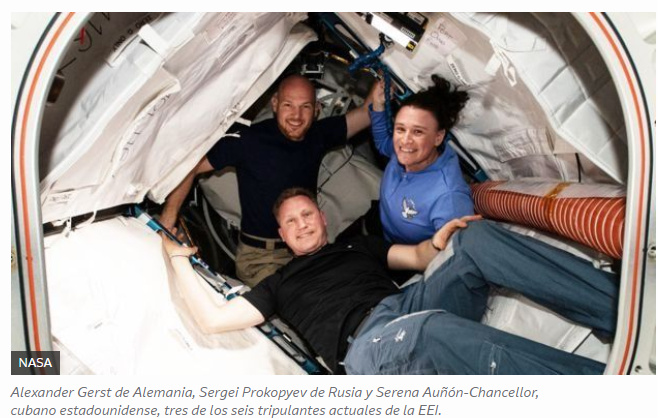 NASA
Alexander Gerst de Alemania, Sergei Prokopyev de Rusia y Serena Auñón-Chancellor,
cubano estadounidense, tres de los seis tripulantes actuales de la EEI.